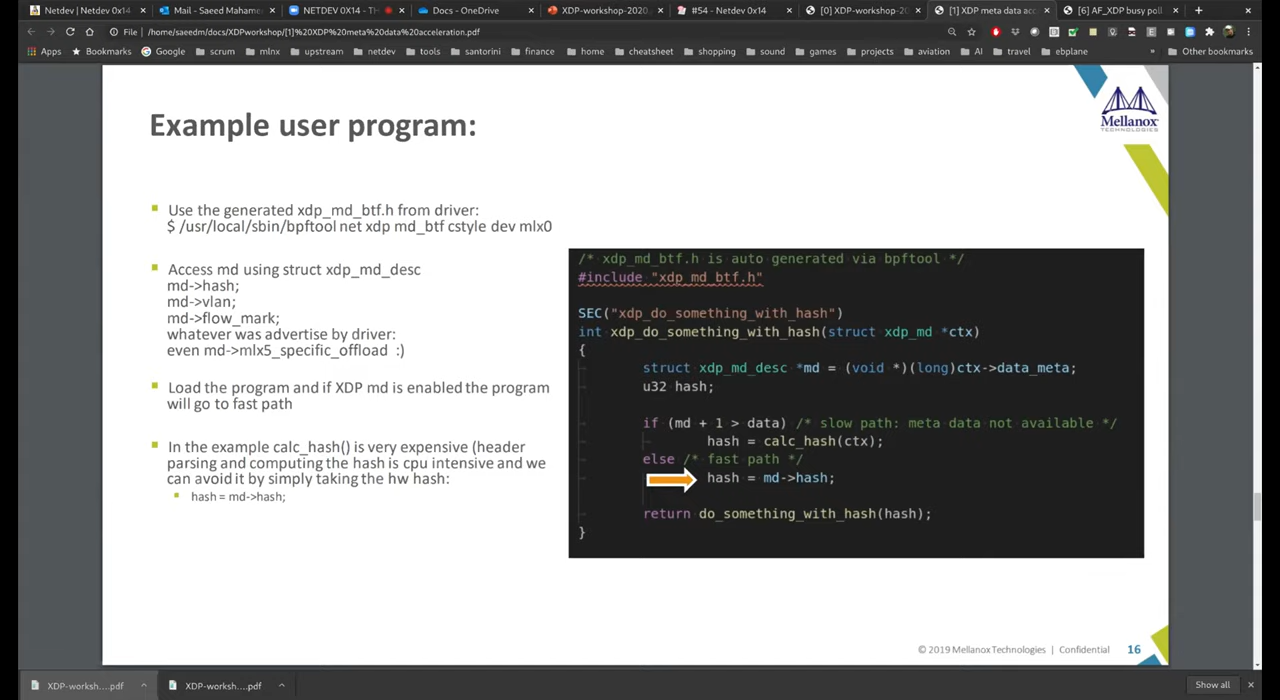 Netdev | Netdev 0x14
Mail - Saeed Mahame
NETDEV 0X14 - TH
Docs - OneDrive
XDP-workshop-2020.
#54 - Netdev 0x14
[0] XDP-workshop-20
[1] XDP meta data acc
[6] AF_XDP busy poll
File | /home/saeedm/docs/XDPworkshop/[1]%20XDP%20meta%20data%20acceleration.pdf
Apps Bookmarks Google scrum mlnx upstream netdev tools santorini finance home cheatsheet shopping sound games projects aviation AI travel ebplane » Other bookmarks
Mellanox
TECHNOLOGIES
Example user program:
Use the generated xdp_md_btf.h from driver:
$ /usr/local/sbin/bpftool net xdp md_btf cstyle dev mlx0
Access md using struct xdp_md_desc
md->hash;
md->vlan;
md->flow_mark;
whatever was advertise by driver:
even md->mlx5_specific_offload :)
Load the program and if XDP md is enabled the program
will go to fast path
In the example calc_hash() is very expensive (header
parsing and computing the hash is cpu intensive and we
can avoid it by simply taking the hw hash:
hash = md->hash;
/* xdp_md_btf.h is auto generated via bpftool */
#include "xdp_md_btf.h"
SEC("xdp_do_something_with_hash")
int xdp_do_something_with_hash(struct xdp_md *ctx)
{
struct xdp_md_desc *md = (void *)(long)ctx->data_meta;
u32 hash;
if (md + 1 > data) /* slow path: meta data not available */
hash = calc_hash(ctx);
else /* fast path */
hash = md->hash;
return do_something_with_hash(hash);
}
© 2019 Mellanox Technologies | Confidential 16
XDP-worksh....pdf
XDP-worksh....pdf
Show all